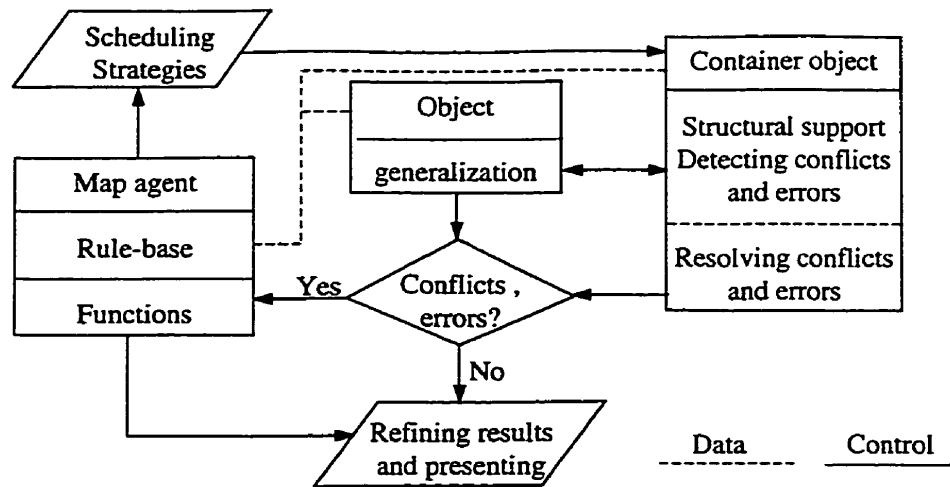 Scheduling
Strategies
Container object
Object
Structural support
Detecting conflicts
and errors
generalization
Map agent
Rule-base
Resolving conflicts
and errors
Yes
Conflicts ,
errors?
Functions
No
Refining results
and presenting
Data
Control